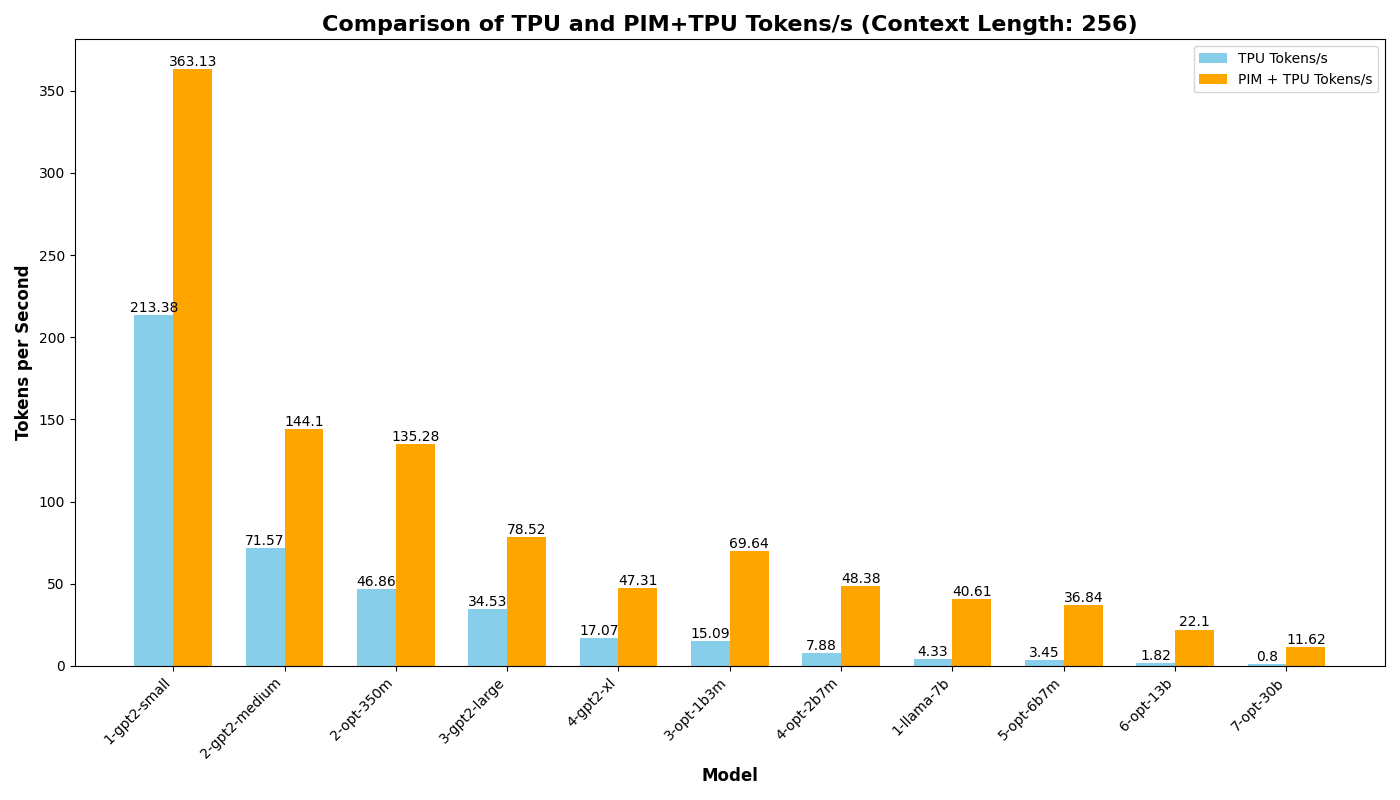 Comparison of TPU and PIM+TPU Tokens/s (Context Length: 256)
TPU Tokens/s
PIM + TPU Tokens/s
Tokens per Second
350
300
250
200
150
100
50
0
213.38
363.13
71.57
144.1
46.86
135.28
34.53
78.52
17.07
47.31
15.09
69.64
7.88
48.38
4.33
40.61
3.45
36.84
1.82
22.1
0.8
11.62
1-gpt2-small
2-gpt2-medium
2-opt-350m
3-gpt2-large
4-gpt2-xl
3-opt-1b3m
4-opt-2b7m
1-llama-7b
5-opt-6b7m
6-opt-13b
7-opt-30b
Model